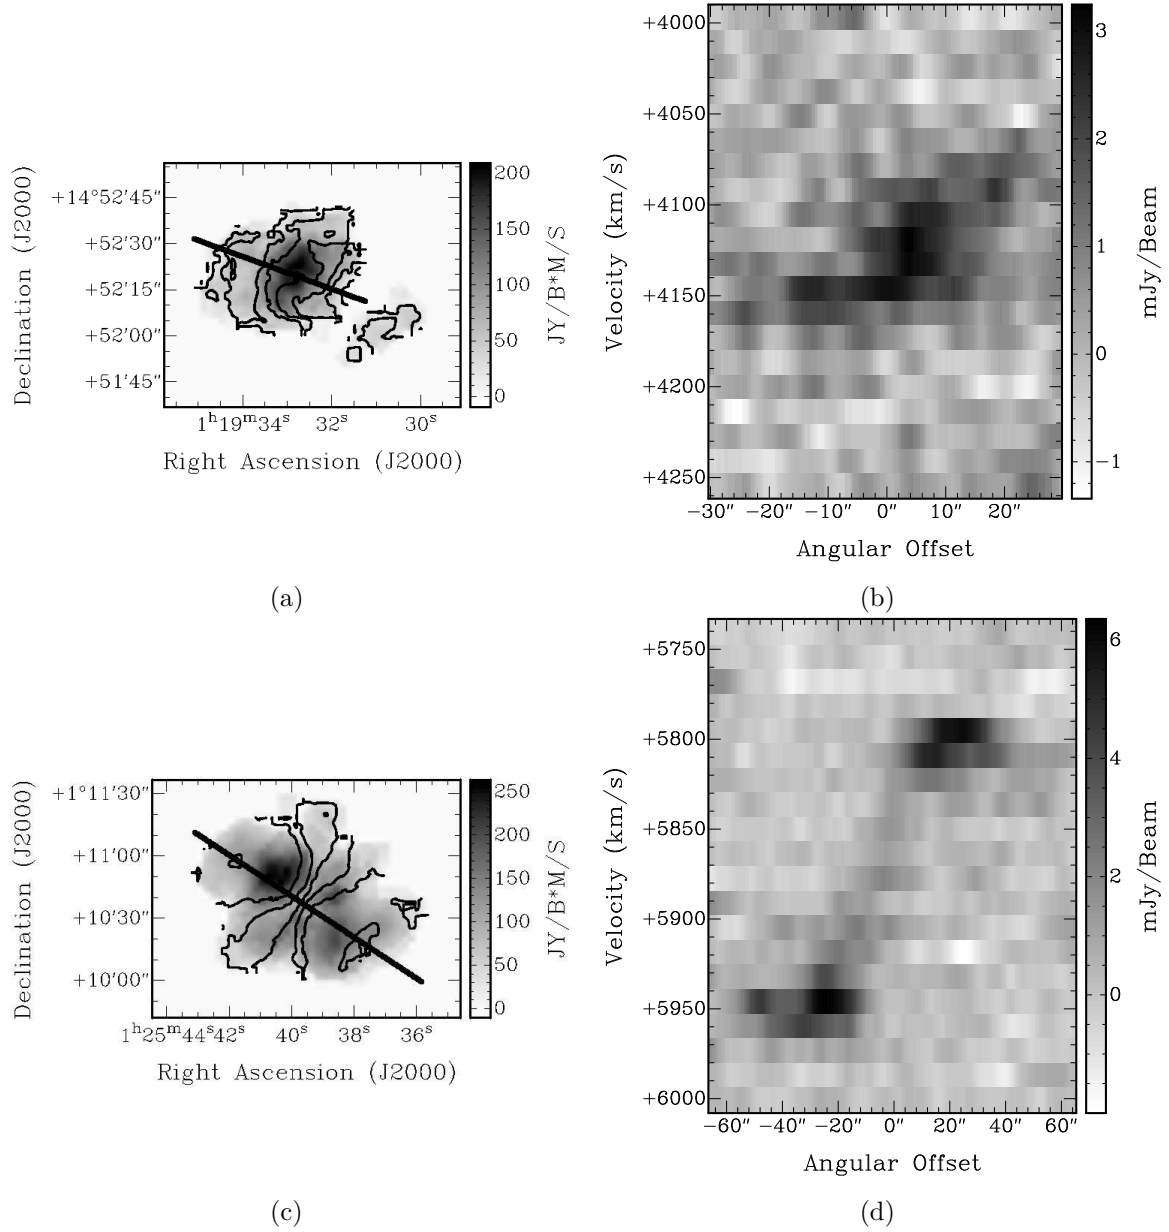 +14°52′45″
+52′30″
+52′15″
+52′00″
+51′45″
Declination (J2000)
1ʰ19ᵐ34ˢ 32ˢ 30ˢ
Right Ascension (J2000)
200
150
100
50
0
JY/B*M/S
(a)
+4000
+4050
+4100
+4150
+4200
+4250
Velocity (km/s)
−30″ −20″ −10″ 0″ 10″ 20″
Angular Offset
3
2
1
0
−1
mJy/Beam
(b)
+1°11′30″
+11′00″
+10′30″
+10′00″
Declination (J2000)
1ʰ25ᵐ44ˢ42ˢ 40ˢ 38ˢ 36ˢ
Right Ascension (J2000)
250
200
150
100
50
0
JY/B*M/S
(c)
+5750
+5800
+5850
+5900
+5950
+6000
Velocity (km/s)
−60″ −40″ −20″ 0″ 20″ 40″ 60″
Angular Offset
6
4
2
0
mJy/Beam
(d)